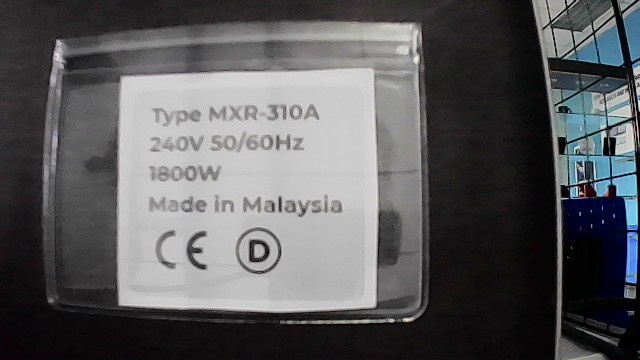 Type MXR-310A
240V 50/60Hz
1800W
Made in Malaysia
CE D